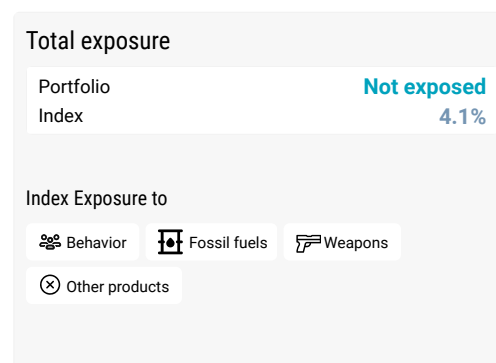 Total exposure
Portfolio Not exposed
Index 4.1%
Index Exposure to
Behavior Fossil fuels Weapons
Other products